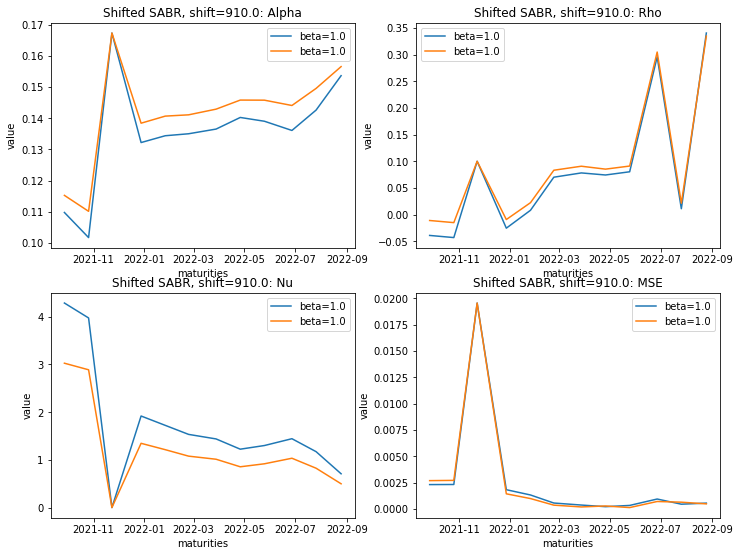 Shifted SABR, shift=910.0: Alpha
0.17
0.16
0.15
0.14
0.13
0.12
0.11
0.10
value
beta=1.0
beta=1.0
2021-11 2022-01 2022-03 2022-05 2022-07 2022-09
maturities
Shifted SABR, shift=910.0: Rho
0.35
0.30
0.25
0.20
0.15
0.10
0.05
0.00
−0.05
value
beta=1.0
beta=1.0
2021-11 2022-01 2022-03 2022-05 2022-07 2022-09
maturities
Shifted SABR, shift=910.0: Nu
4
3
2
1
0
value
beta=1.0
beta=1.0
2021-11 2022-01 2022-03 2022-05 2022-07 2022-09
maturities
Shifted SABR, shift=910.0: MSE
0.0200
0.0175
0.0150
0.0125
0.0100
0.0075
0.0050
0.0025
0.0000
value
beta=1.0
beta=1.0
2021-11 2022-01 2022-03 2022-05 2022-07 2022-09
maturities